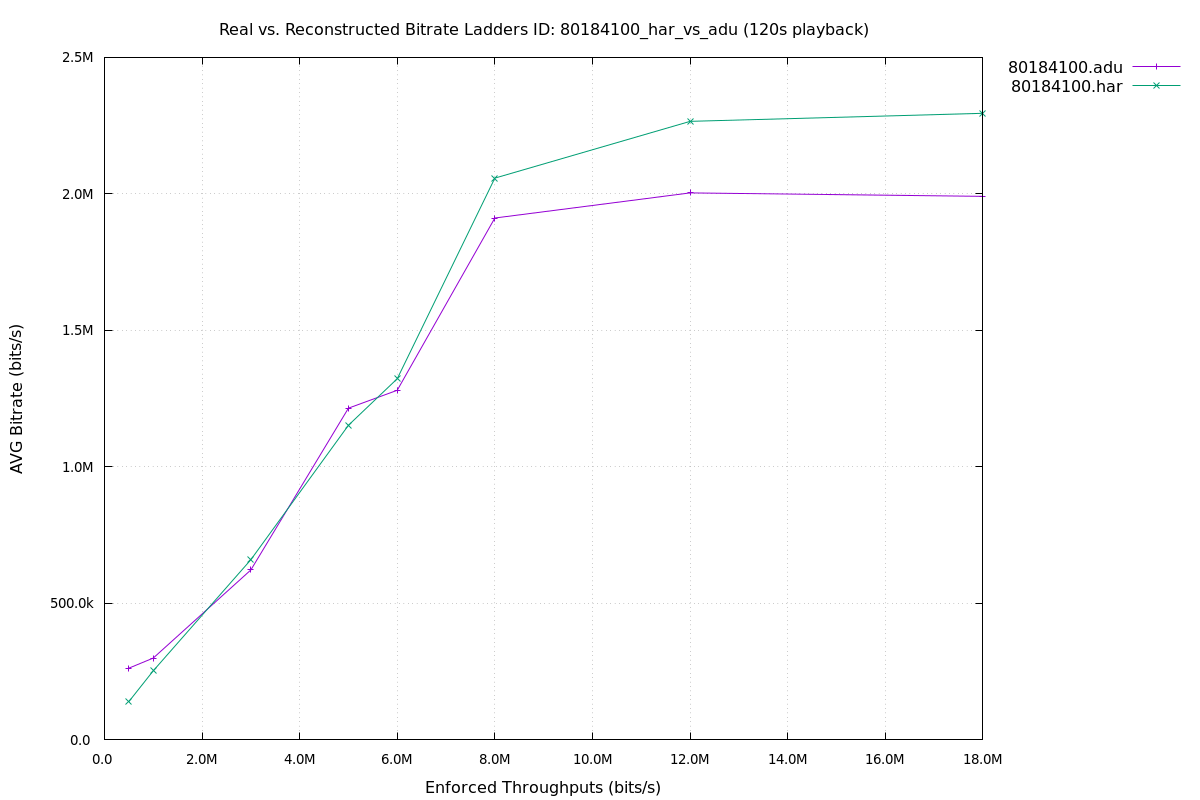 Real vs. Reconstructed Bitrate Ladders ID: 80184100_har_vs_adu (120s playback)
80184100.adu
80184100.har
2.5M
2.0M
1.5M
1.0M
500.0k
0.0
AVG Bitrate (bits/s)
0.0 2.0M 4.0M 6.0M 8.0M 10.0M 12.0M 14.0M 16.0M 18.0M
Enforced Throughputs (bits/s)